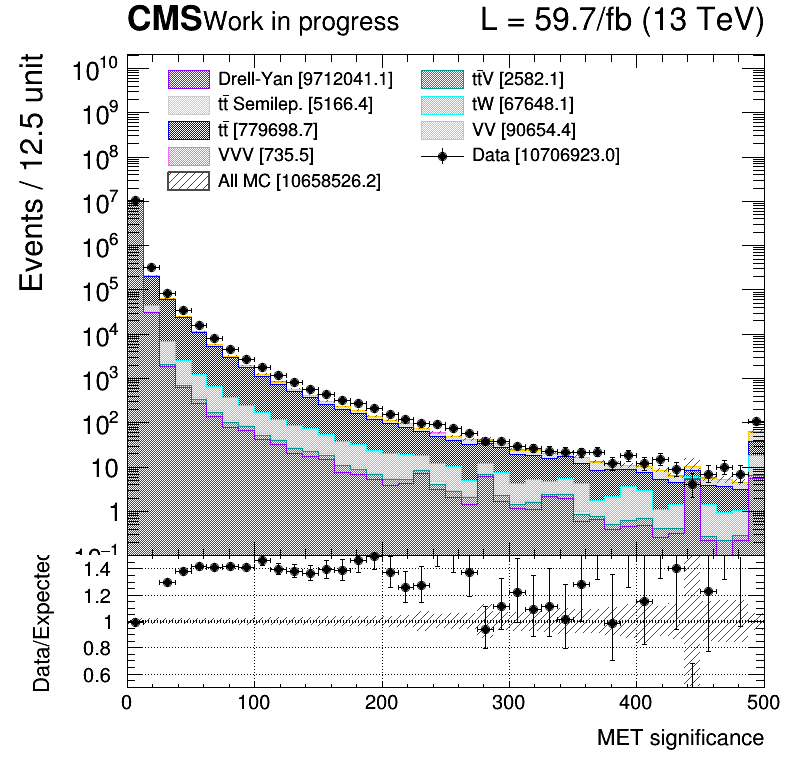 CMS Work in progress L = 59.7/fb (13 TeV)
Events / 12.5 unit
Drell-Yan [9712041.1]
tt̄ Semilep. [5166.4]
tt̄ [779698.7]
VVV [735.5]
All MC [10658526.2]
tt̄V [2582.1]
tW [67648.1]
VV [90654.4]
Data [10706923.0]
10¹⁰
10⁹
10⁸
10⁷
10⁶
10⁵
10⁴
10³
10²
10
1
10⁻¹
Data/Expected
1.4
1.2
1
0.8
0.6
0 100 200 300 400 500
MET significance